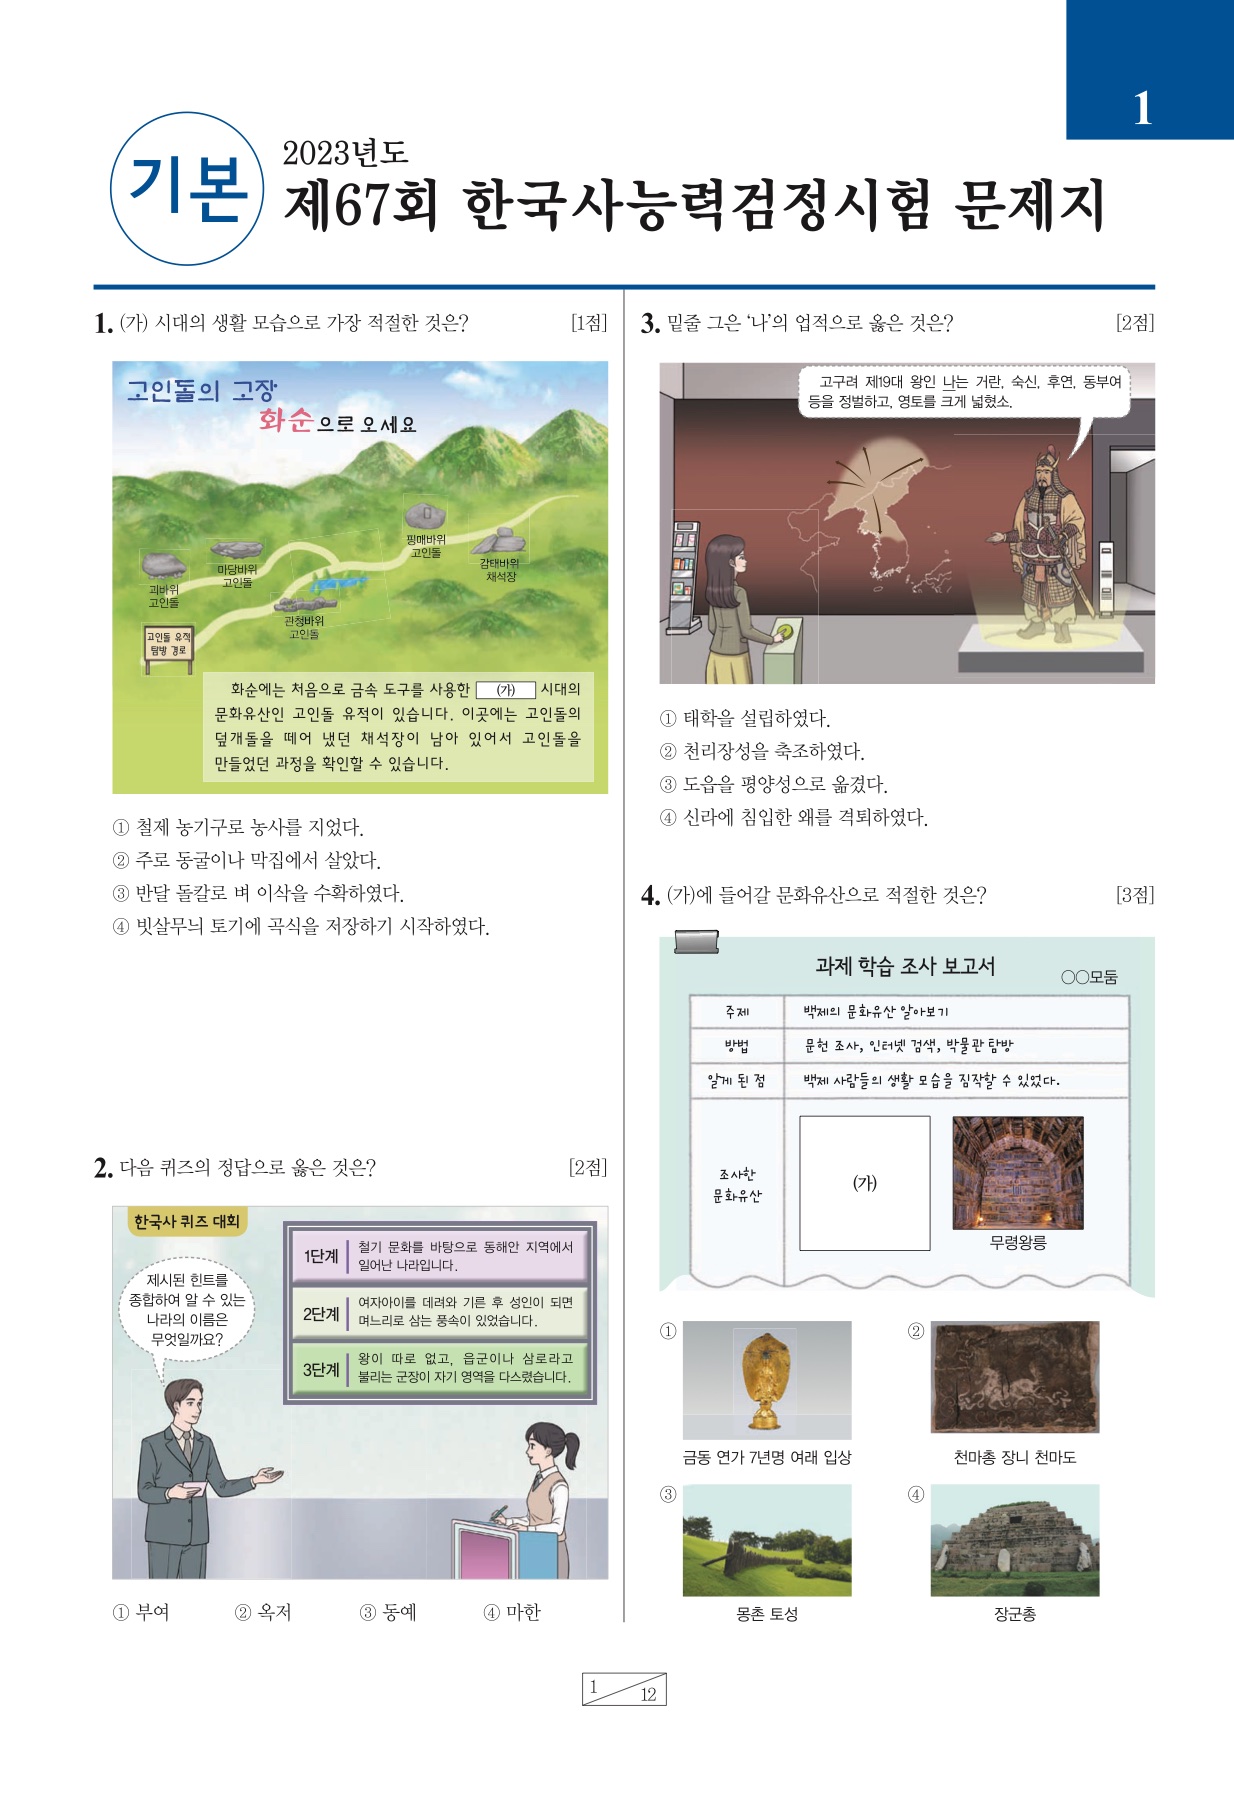 1
기본
2023년도
제67회 한국사능력검정시험 문제지
1. (가) 시대의 생활 모습으로 가장 적절한 것은? [1점]
고인돌의 고장
화순으로 오세요
핑매바위
고인돌
감태바위
채석장
마당바위
고인돌
괴바위
고인돌
관청바위
고인돌
고인돌 유적
탐방 경로
화순에는 처음으로 금속 도구를 사용한 (가) 시대의
문화유산인 고인돌 유적이 있습니다. 이곳에는 고인돌의
덮개돌을 떼어 냈던 채석장이 남아 있어서 고인돌을
만들었던 과정을 확인할 수 있습니다.
① 철제 농기구로 농사를 지었다.
② 주로 동굴이나 막집에서 살았다.
③ 반달 돌칼로 벼 이삭을 수확하였다.
④ 빗살무늬 토기에 곡식을 저장하기 시작하였다.
2. 다음 퀴즈의 정답으로 옳은 것은? [2점]
한국사 퀴즈 대회
제시된 힌트를
종합하여 알 수 있는
나라의 이름은
무엇일까요?
1단계 철기 문화를 바탕으로 동해안 지역에서
일어난 나라입니다.
2단계 여자아이를 데려와 기른 후 성인이 되면
며느리로 삼는 풍속이 있었습니다.
3단계 왕이 따로 없고, 읍군이나 삼로라고
불리는 군장이 자기 영역을 다스렸습니다.
① 부여 ② 옥저 ③ 동예 ④ 마한
3. 밑줄 그은 ‘나’의 업적으로 옳은 것은? [2점]
고구려 제19대 왕인 나는 거란, 숙신, 후연, 동부여
등을 정벌하고, 영토를 크게 넓혔소.
① 태학을 설립하였다.
② 천리장성을 축조하였다.
③ 도읍을 평양성으로 옮겼다.
④ 신라에 침입한 왜를 격퇴하였다.
4. (가)에 들어갈 문화유산으로 적절한 것은? [3점]
과제 학습 조사 보고서
○○모둠
주제 백제의 문화유산 알아보기
방법 문헌 조사, 인터넷 검색, 박물관 탐방
알게 된 점 백제 사람들의 생활 모습을 짐작할 수 있었다.
조사한
문화유산
(가)
무령왕릉
① 금동 연가 7년명 여래 입상
② 천마총 장니 천마도
③ 몽촌 토성
④ 장군총
1
12